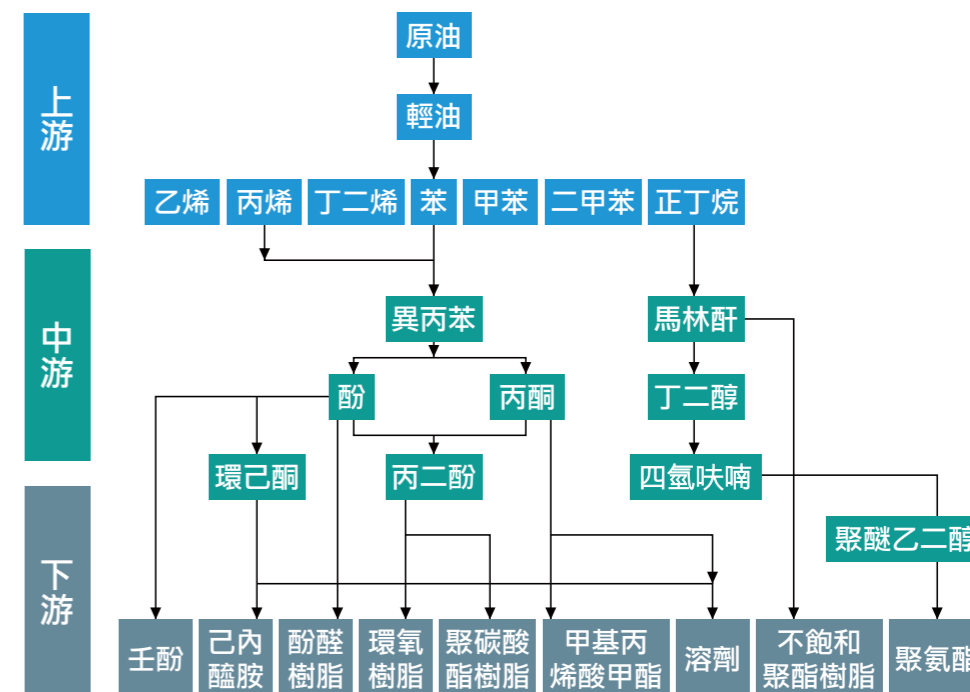 上游
原油
輕油
乙烯
丙烯
丁二烯
苯
甲苯
二甲苯
正丁烷
中游
異丙苯
馬林酐
酚
丙酮
丁二醇
環己酮
丙二酚
四氫呋喃
聚醚乙二醇
下游
壬酚
己內
醯胺
酚醛
樹脂
環氧
樹脂
聚碳酸
酯樹脂
甲基丙
烯酸甲酯
溶劑
不飽和
聚酯樹脂
聚氨酯